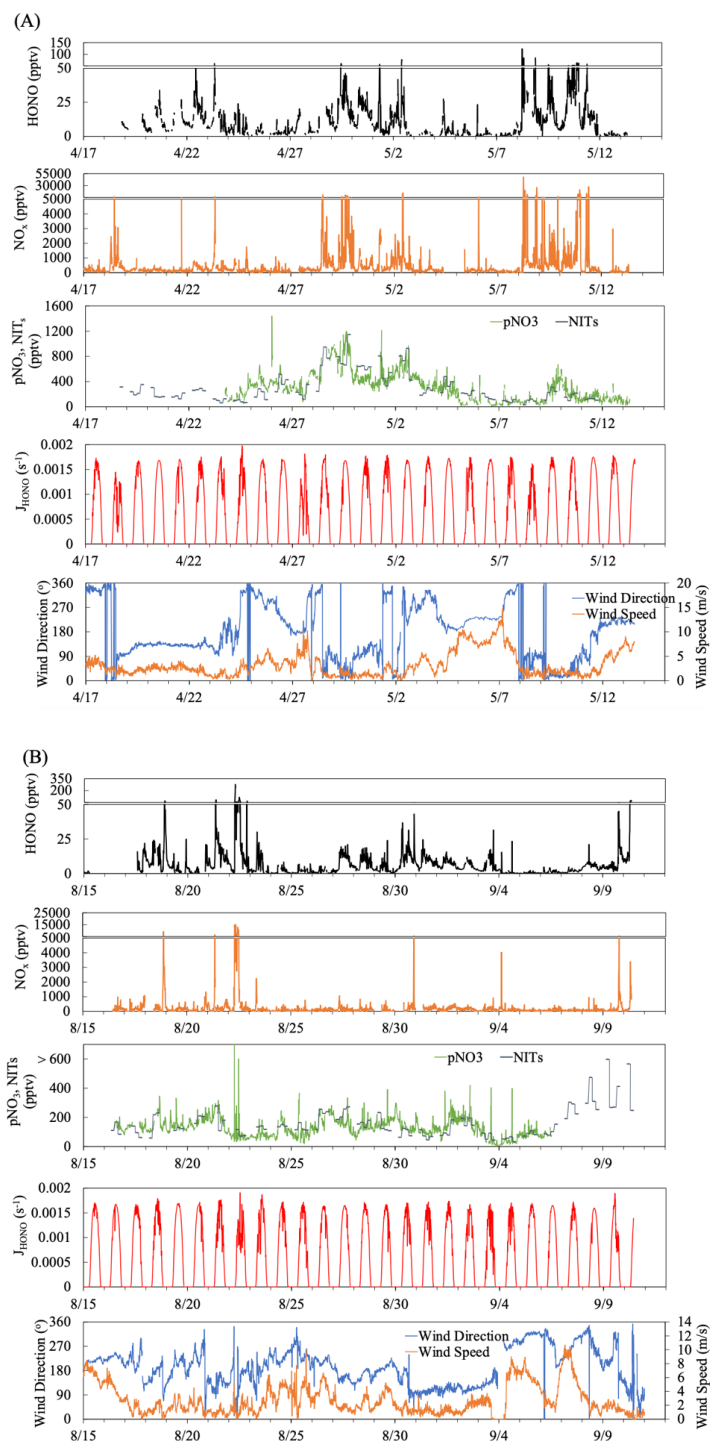 (A)
HONO (pptv)
150
100
50
25
0
4/17 4/22 4/27 5/2 5/7 5/12
NOx (pptv)
55000
30000
5000
4000
3000
2000
1000
0
4/17 4/22 4/27 5/2 5/7 5/12
pNO3, NITs
(pptv)
1600
1200
800
400
0
pNO3 NITs
4/17 4/22 4/27 5/2 5/7 5/12
JHONO (s-1)
0.002
0.0015
0.001
0.0005
0
4/17 4/22 4/27 5/2 5/7 5/12
Wind Direction (o)
360
270
180
90
0
Wind Direction
Wind Speed
20
15
10
5
0
Wind Speed (m/s)
4/17 4/22 4/27 5/2 5/7 5/12
(B)
HONO (pptv)
350
200
50
25
0
8/15 8/20 8/25 8/30 9/4 9/9
NOx (pptv)
25000
15000
5000
4000
3000
2000
1000
0
8/15 8/20 8/25 8/30 9/4 9/9
pNO3, NITs
(pptv)
> 600
400
200
0
pNO3 NITs
8/15 8/20 8/25 8/30 9/4 9/9
JHONO (s-1)
0.002
0.0015
0.001
0.0005
0
8/15 8/20 8/25 8/30 9/4 9/9
Wind Direction (o)
360
270
180
90
0
Wind Direction
Wind Speed
14
12
10
8
6
4
2
0
Wind Speed (m/s)
8/15 8/20 8/25 8/30 9/4 9/9